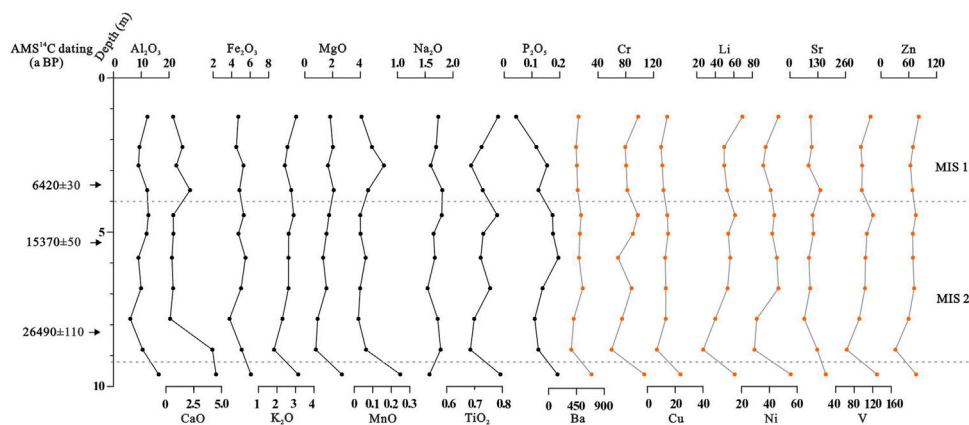 AMS¹⁴C dating
(a BP)
Depth (m)
Al₂O₃ Fe₂O₃ MgO Na₂O P₂O₅ Cr Li Sr Zn
0 10 20 2 4 6 8 0 2 4 1.0 1.5 2.0 0 0.1 0.2 40 80 120 20 40 60 80 0 130 260 0 60 120
0
MIS 1
6420±30
5
15370±50
MIS 2
26490±110
10
0 2.5 5.0 1 2 3 4 0 0.1 0.2 0.3 0.6 0.7 0.8 0 450 900 0 20 40 20 40 60 40 80 120 160
CaO K₂O MnO TiO₂ Ba Cu Ni V